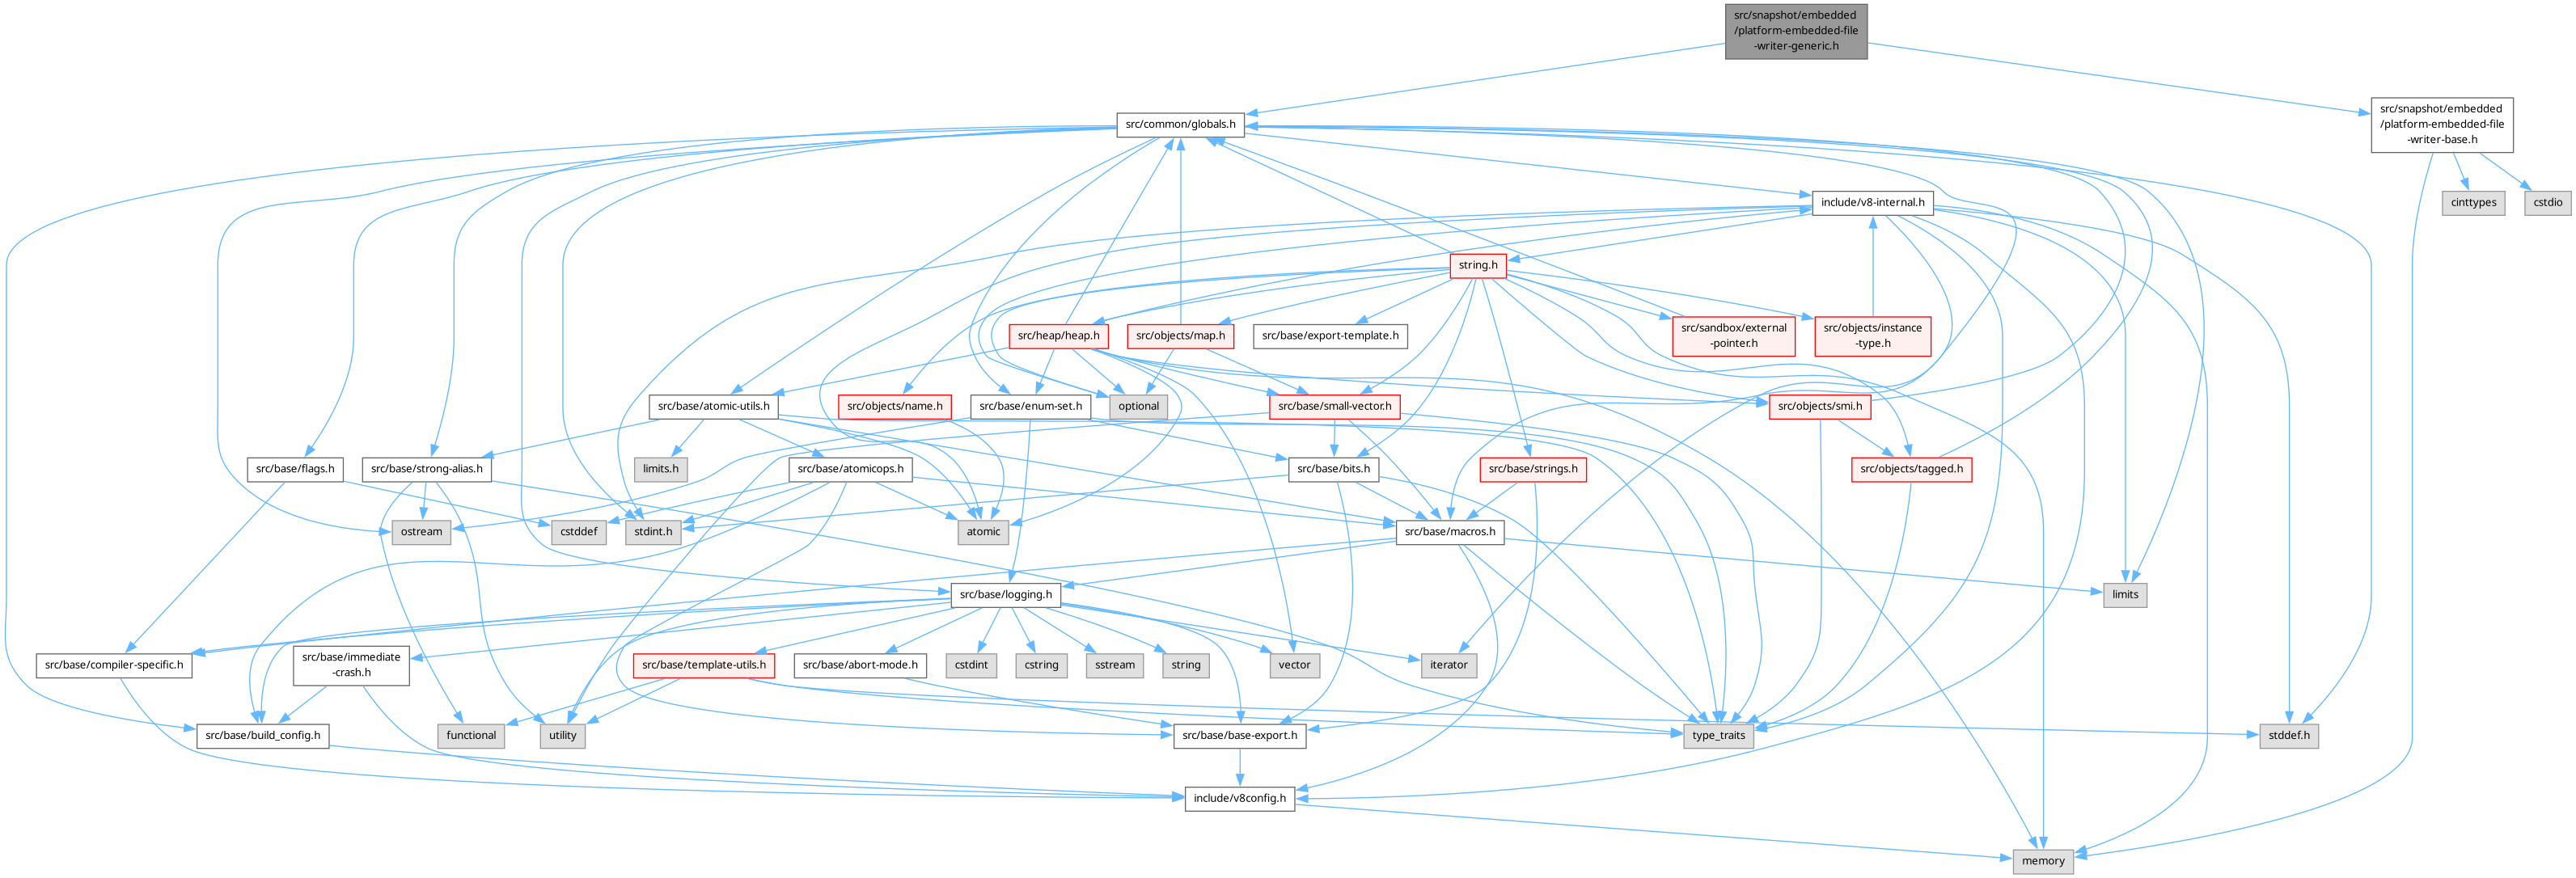 src/snapshot/embedded
/platform-embedded-file
-writer-generic.h
src/common/globals.h
src/snapshot/embedded
/platform-embedded-file
-writer-base.h
include/v8-internal.h
cinttypes
cstdio
string.h
src/heap/heap.h
src/objects/map.h
src/base/export-template.h
src/sandbox/external
-pointer.h
src/objects/instance
-type.h
src/base/atomic-utils.h
src/objects/name.h
src/base/enum-set.h
optional
src/base/small-vector.h
src/objects/smi.h
src/base/flags.h
src/base/strong-alias.h
limits.h
src/base/atomicops.h
src/base/bits.h
src/base/strings.h
src/objects/tagged.h
ostream
cstddef
stdint.h
atomic
src/base/macros.h
src/base/logging.h
limits
src/base/compiler-specific.h
src/base/immediate
-crash.h
src/base/template-utils.h
src/base/abort-mode.h
cstdint
cstring
sstream
string
vector
iterator
src/base/build_config.h
functional
utility
src/base/base-export.h
type_traits
stddef.h
include/v8config.h
memory